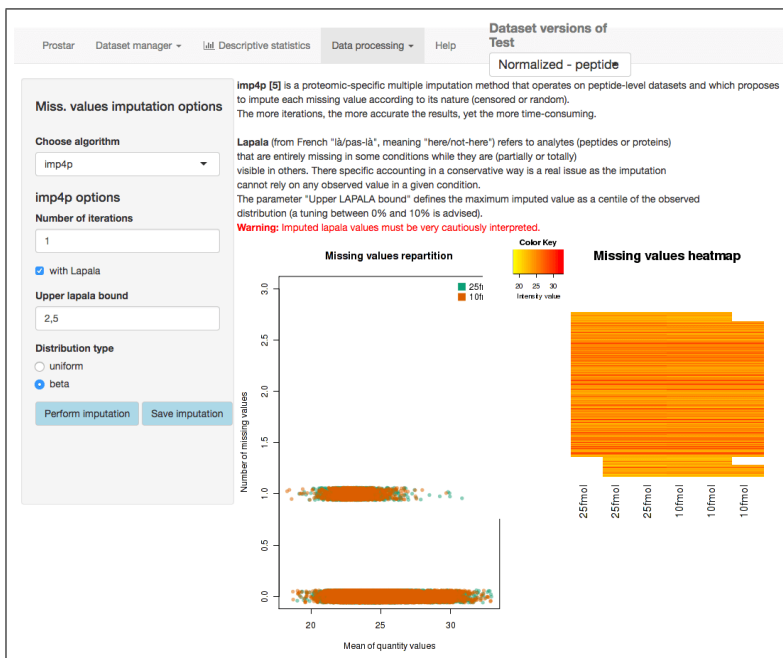 Prostar
Dataset manager
Descriptive statistics
Data processing
Help
Dataset versions of
Test
Normalized - peptide
Miss. values imputation options
Choose algorithm
imp4p
imp4p options
Number of iterations
1
with Lapala
Upper lapala bound
2,5
Distribution type
uniform
beta
Perform imputation
Save imputation
imp4p [5] is a proteomic-specific multiple imputation method that operates on peptide-level datasets and which proposes
to impute each missing value according to its nature (censored or random).
The more iterations, the more accurate the results, yet the more time-consuming.
Lapala (from French "là/pas-là", meaning "here/not-here") refers to analytes (peptides or proteins)
that are entirely missing in some conditions while they are (partially or totally)
visible in others. There specific accounting in a conservative way is a real issue as the imputation
cannot rely on any observed value in a given condition.
The parameter "Upper LAPALA bound" defines the maximum imputed value as a centile of the observed
distribution (a tuning between 0% and 10% is advised).
Warning: Imputed lapala values must be very cautiously interpreted.
Missing values repartition
25f
10f
3.0
2.5
2.0
1.5
1.0
0.5
0.0
Number of missing values
20 25 30
Mean of quantity values
Color Key
20 25 30
Intensity value
Missing values heatmap
25fmol
25fmol
25fmol
10fmol
10fmol
10fmol